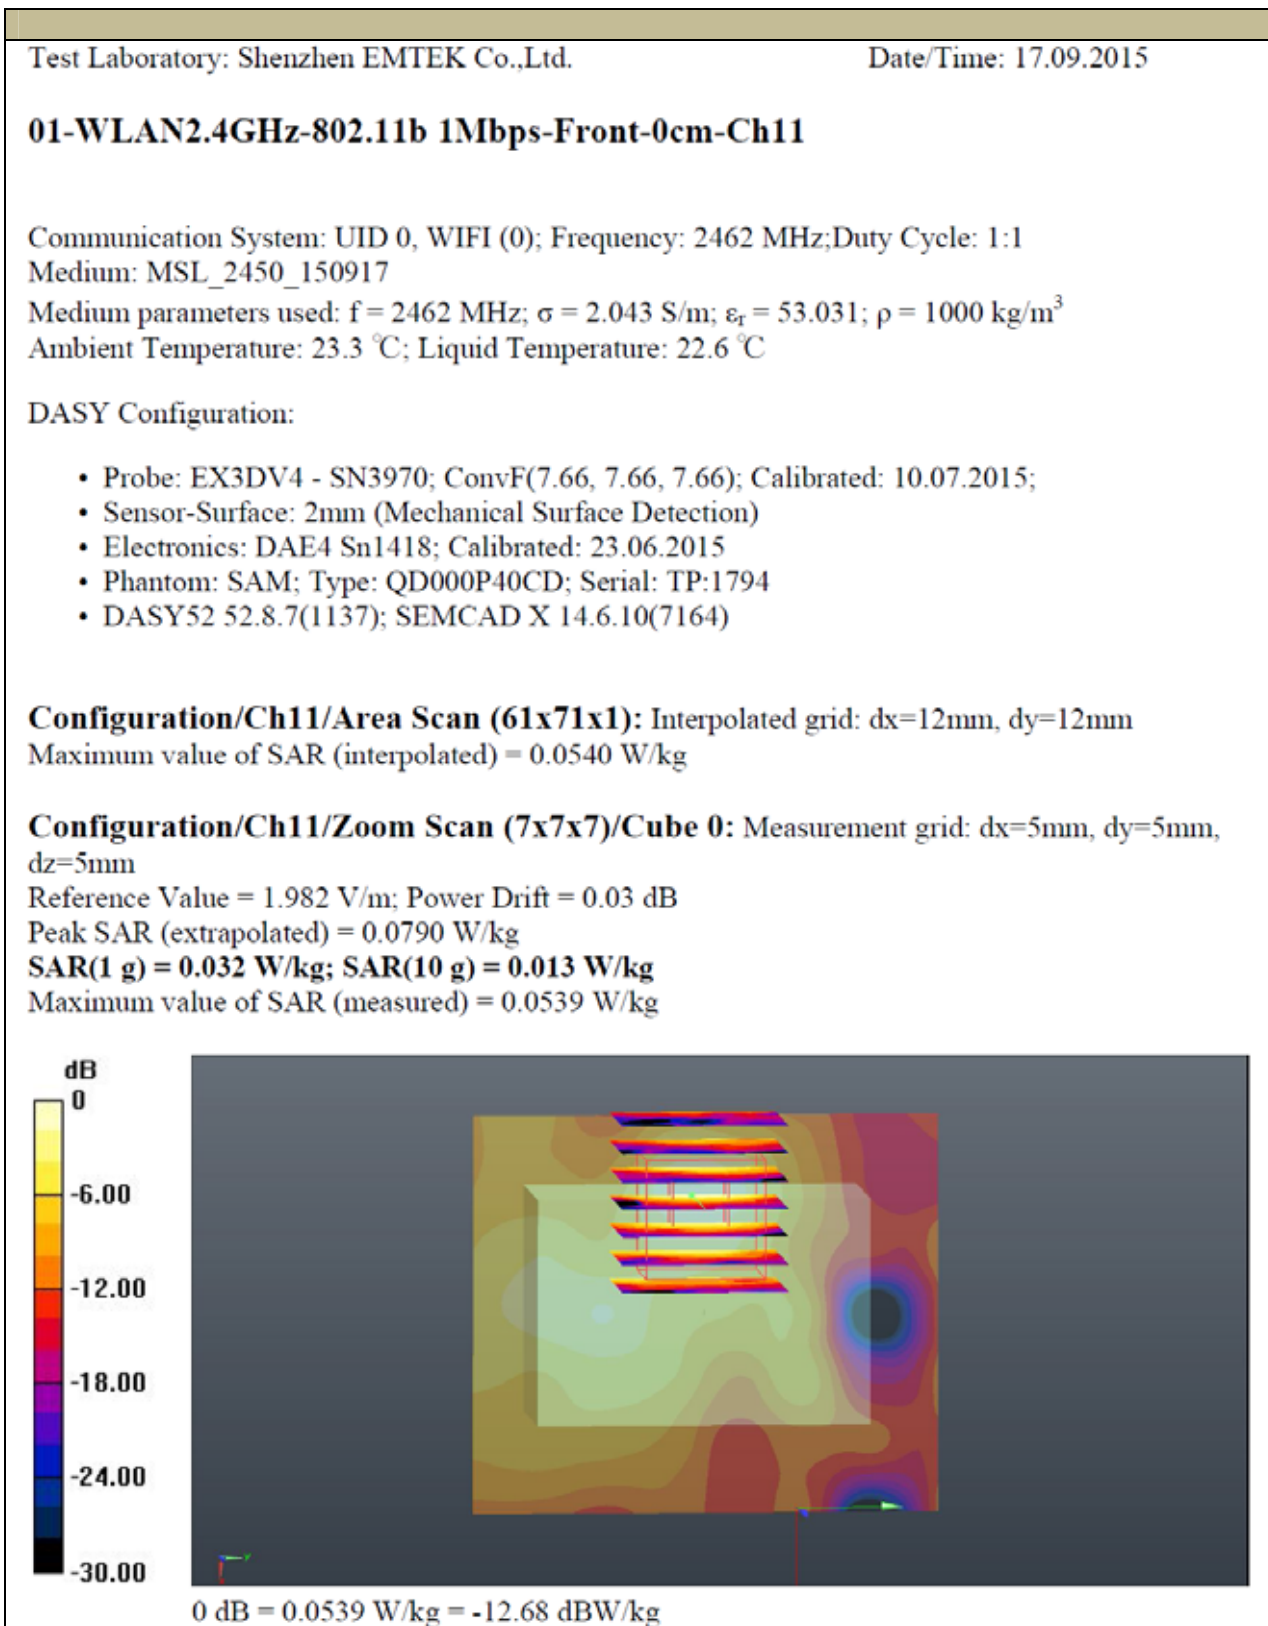 Test Laboratory: Shenzhen EMTEK Co.,Ltd. Date/Time: 17.09.2015
01-WLAN2.4GHz-802.11b 1Mbps-Front-0cm-Ch11
Communication System: UID 0, WIFI (0); Frequency: 2462 MHz;Duty Cycle: 1:1
Medium: MSL_2450_150917
Medium parameters used: f = 2462 MHz; σ = 2.043 S/m; εr = 53.031; ρ = 1000 kg/m³
Ambient Temperature: 23.3 ℃; Liquid Temperature: 22.6 ℃
DASY Configuration:
• Probe: EX3DV4 - SN3970; ConvF(7.66, 7.66, 7.66); Calibrated: 10.07.2015;
• Sensor-Surface: 2mm (Mechanical Surface Detection)
• Electronics: DAE4 Sn1418; Calibrated: 23.06.2015
• Phantom: SAM; Type: QD000P40CD; Serial: TP:1794
• DASY52 52.8.7(1137); SEMCAD X 14.6.10(7164)
Configuration/Ch11/Area Scan (61x71x1): Interpolated grid: dx=12mm, dy=12mm
Maximum value of SAR (interpolated) = 0.0540 W/kg
Configuration/Ch11/Zoom Scan (7x7x7)/Cube 0: Measurement grid: dx=5mm, dy=5mm,
dz=5mm
Reference Value = 1.982 V/m; Power Drift = 0.03 dB
Peak SAR (extrapolated) = 0.0790 W/kg
SAR(1 g) = 0.032 W/kg; SAR(10 g) = 0.013 W/kg
Maximum value of SAR (measured) = 0.0539 W/kg
dB
0
-6.00
-12.00
-18.00
-24.00
-30.00
Y
0 dB = 0.0539 W/kg = -12.68 dBW/kg